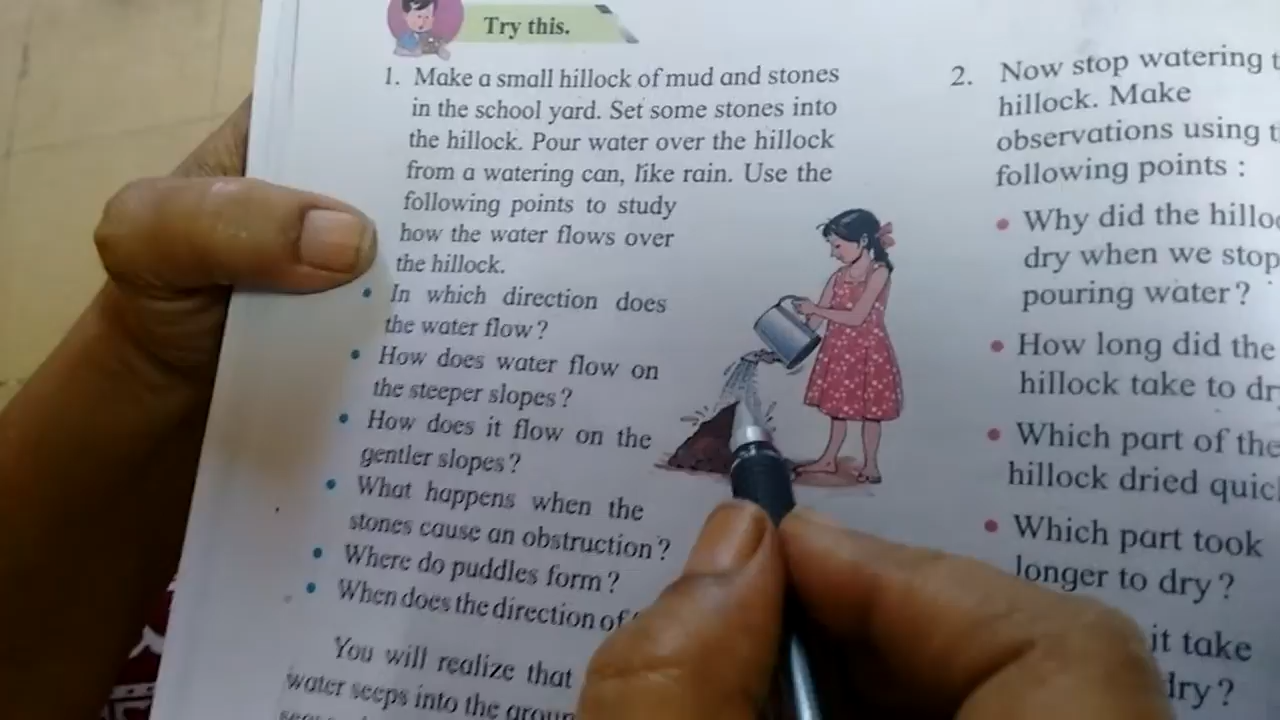 Try this.
1. Make a small hillock of mud and stones
in the school yard. Set some stones into
the hillock. Pour water over the hillock
from a watering can, like rain. Use the
following points to study
how the water flows over
the hillock.
• In which direction does
the water flow?
• How does water flow on
the steeper slopes?
• How does it flow on the
gentler slopes?
• What happens when the
stones cause an obstruction?
• Where do puddles form?
• When does the direction of
You will realize that
water seeps into the
2. Now stop watering
hillock. Make
observations using
following points :
• Why did the
dry when we stop
pouring water?
• How long did the
hillock take to
• Which part of the
hillock dried
• Which part took
longer to dry?
it take
dry?